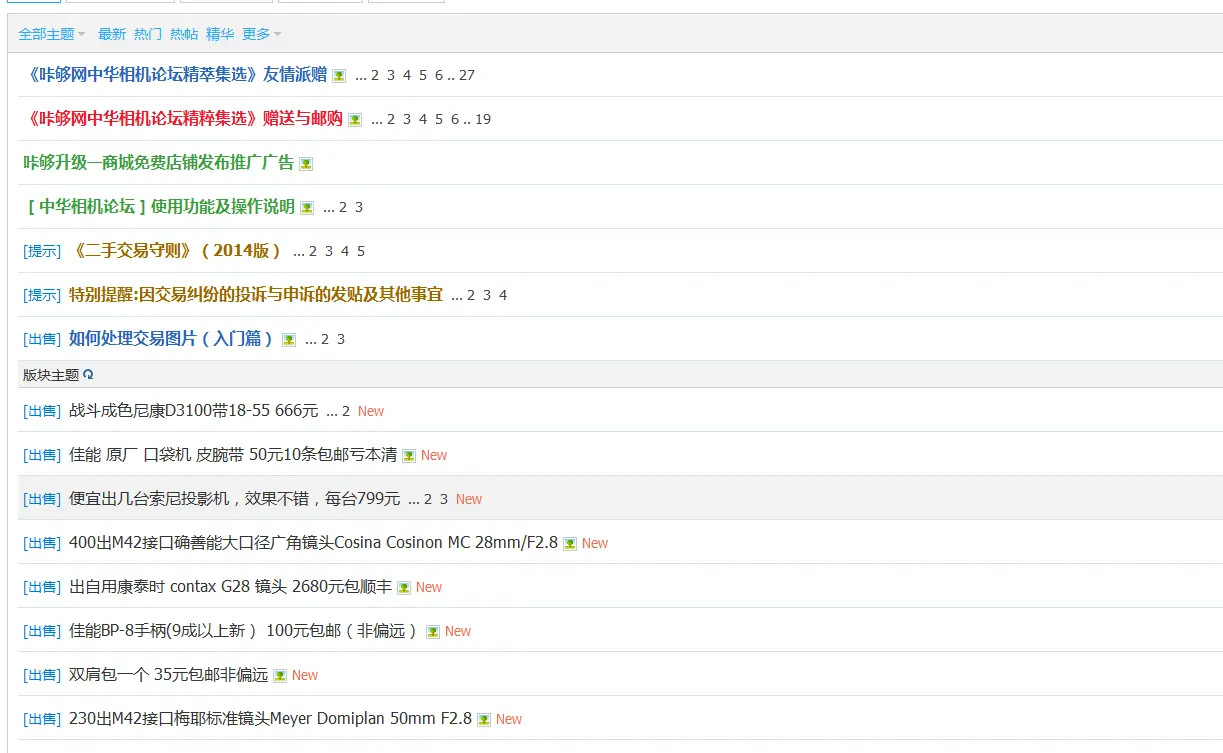 全部主题 最新 热门 热帖 精华 更多
《咔够网中华相机论坛精萃集选》友情派赠 ... 2 3 4 5 6 .. 27
《咔够网中华相机论坛精粹集选》赠送与邮购 ... 2 3 4 5 6 .. 19
咔够升级—商城免费店铺发布推广广告
[ 中华相机论坛 ] 使用功能及操作说明 ... 2 3
[提示] 《二手交易守则》（2014版） ... 2 3 4 5
[提示] 特别提醒:因交易纠纷的投诉与申诉的发贴及其他事宜 ... 2 3 4
[出售] 如何处理交易图片（入门篇） ... 2 3
版块主题
[出售] 战斗成色尼康D3100带18-55 666元 ... 2 New
[出售] 佳能 原厂 口袋机 皮腕带 50元10条包邮亏本清 New
[出售] 便宜出几台索尼投影机，效果不错，每台799元 ... 2 3 New
[出售] 400出M42接口确善能大口径广角镜头Cosina Cosinon MC 28mm/F2.8 New
[出售] 出自用康泰时 contax G28 镜头 2680元包顺丰 New
[出售] 佳能BP-8手柄(9成以上新） 100元包邮（非偏远） New
[出售] 双肩包一个 35元包邮非偏远 New
[出售] 230出M42接口梅耶标准镜头Meyer Domiplan 50mm F2.8 New